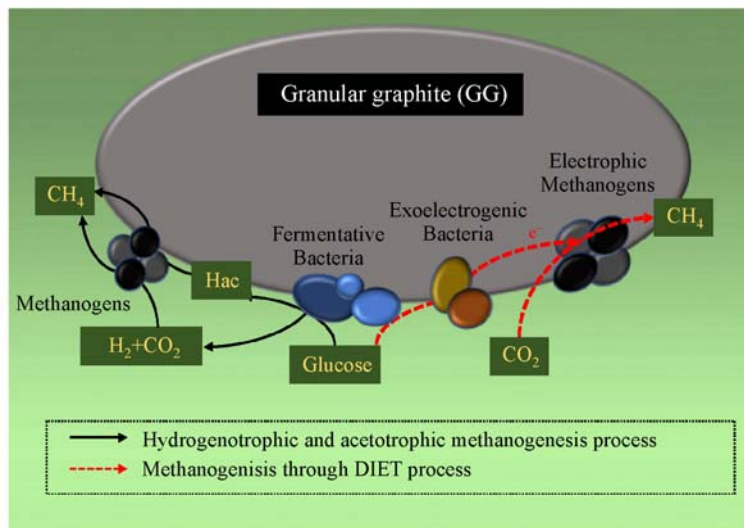 Granular graphite (GG)
Electrophic
Methanogens
CH₄
CH₄
Exoelectrogenic
Bacteria
e⁻
Fermentative
Bacteria
Hac
Methanogens
H₂+CO₂
Glucose
CO₂
Hydrogenotrophic and acetotrophic methanogenesis process
Methanogenisis through DIET process